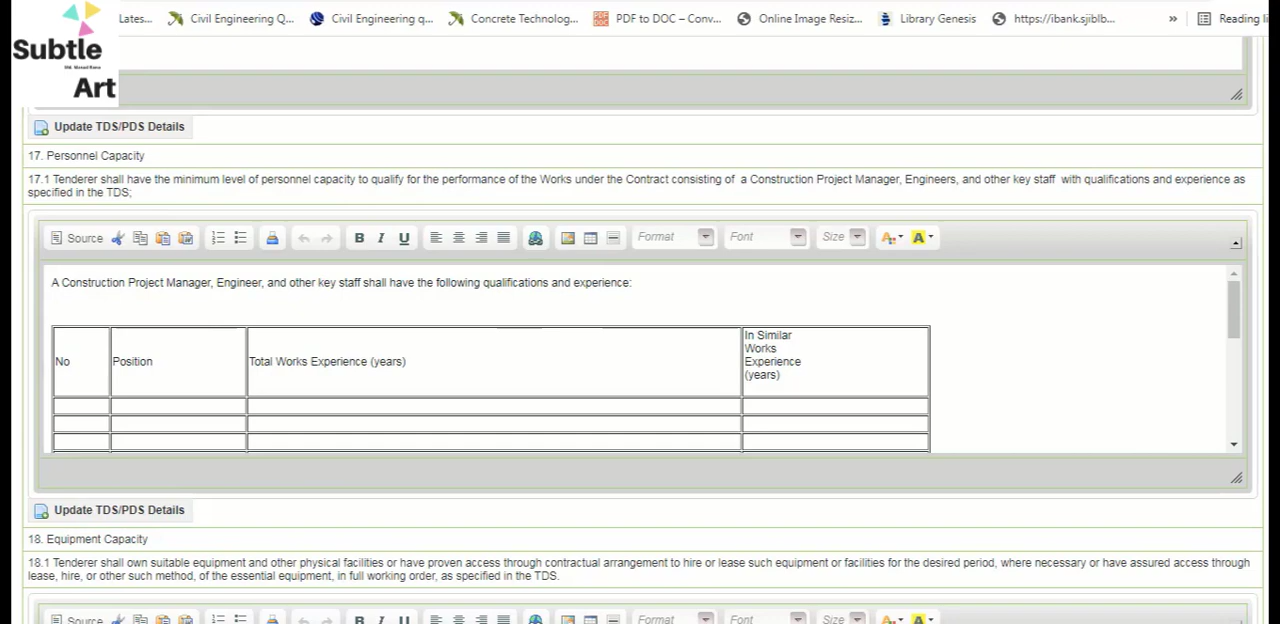 Lates...
Civil Engineering Q...
Civil Engineering q...
Concrete Technolog...
PDF to DOC – Conv...
Online Image Resiz...
Library Genesis
https://ibank.sjiblb...
»
Reading li
Subtle
Art
Update TDS/PDS Details
17. Personnel Capacity
17.1 Tenderer shall have the minimum level of personnel capacity to qualify for the performance of the Works under the Contract consisting of a Construction Project Manager, Engineers, and other key staff with qualifications and experience as
specified in the TDS;
Source B I U Format Font Size A A
A Construction Project Manager, Engineer, and other key staff shall have the following qualifications and experience:
No
Position
Total Works Experience (years)
In Similar
Works
Experience
(years)
Update TDS/PDS Details
18. Equipment Capacity
18.1 Tenderer shall own suitable equipment and other physical facilities or have proven access through contractual arrangement to hire or lease such equipment or facilities for the desired period, where necessary or have assured access through
lease, hire, or other such method, of the essential equipment, in full working order, as specified in the TDS.
Source B I U Format Font Size A A